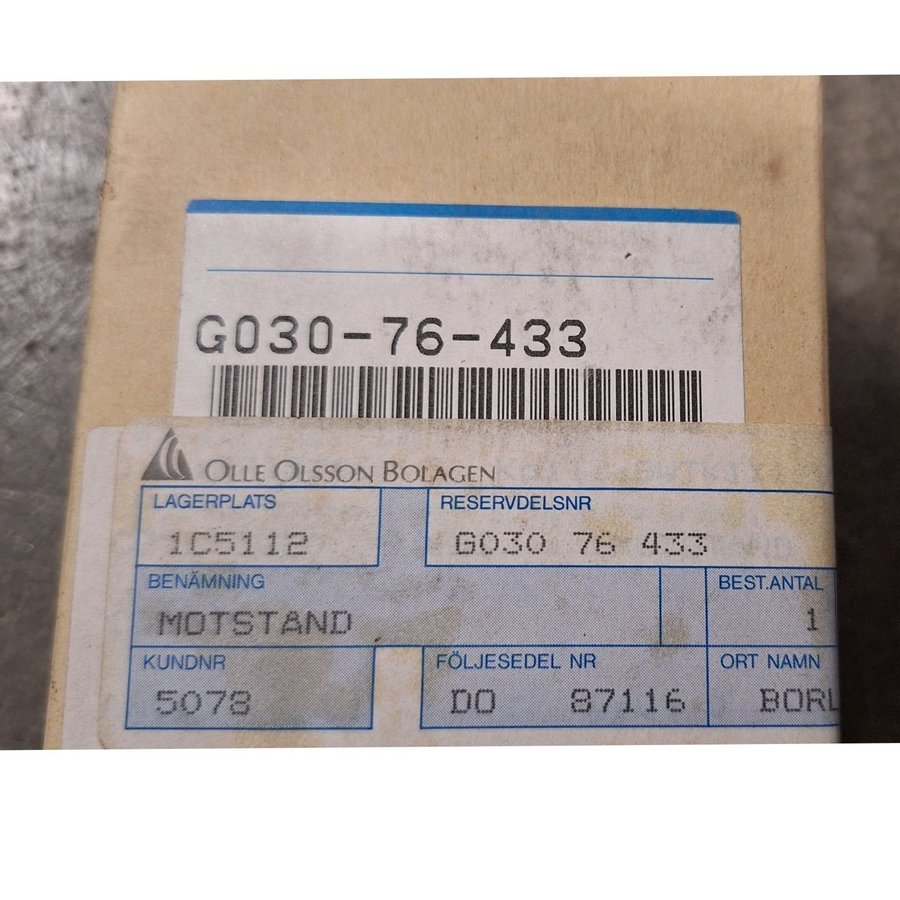 G030-76-433
OLLE OLSSON BOLAGEN
LAGERPLATS RESERVDELSNR
1C5112 G030 76 433
BENÄMNING BEST.ANTAL
MOTSTAND 1
KUNDNR FÖLJESEDEL NR ORT NAMN
5078 DO 87116 BORL